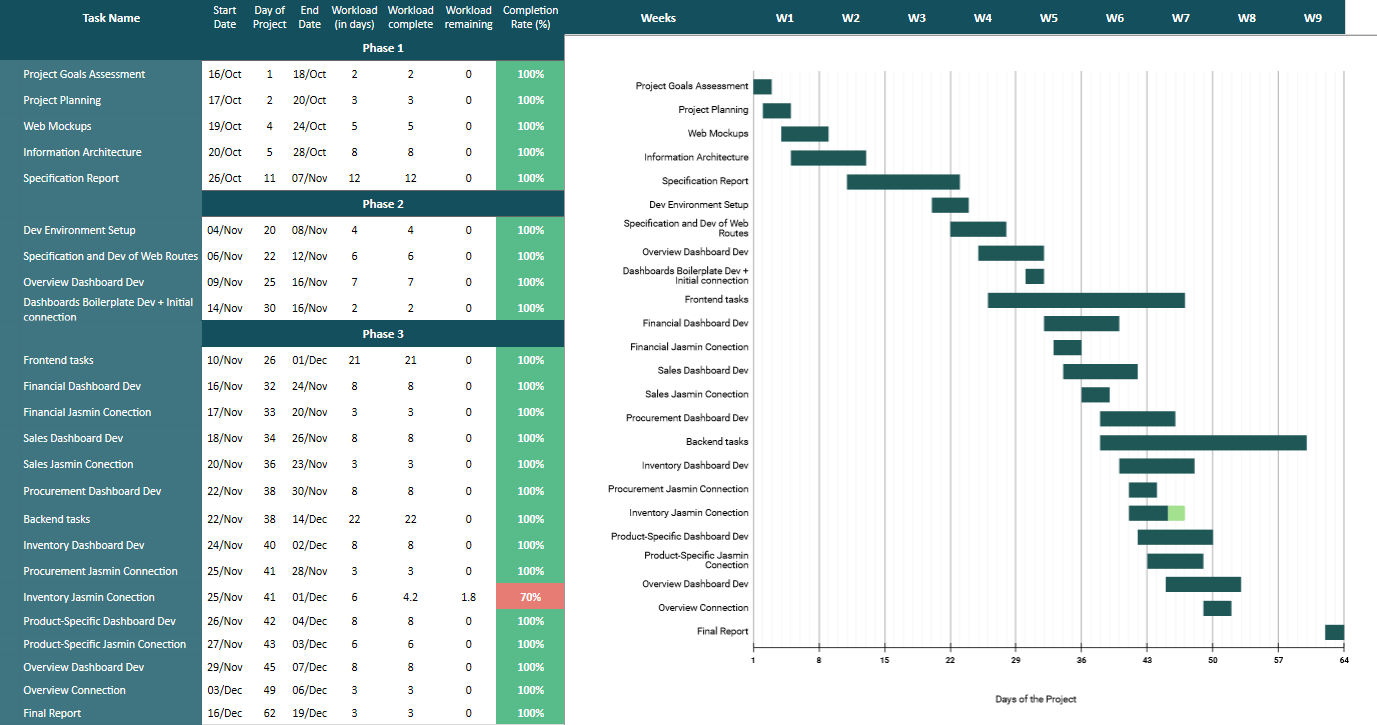 Task Name Start Date Day of Project End Date Workload (in days) Workload complete Workload remaining Completion Rate (%)
Phase 1
Project Goals Assessment 16/Oct 1 18/Oct 2 2 0 100%
Project Planning 17/Oct 2 20/Oct 3 3 0 100%
Web Mockups 19/Oct 4 24/Oct 5 5 0 100%
Information Architecture 20/Oct 5 28/Oct 8 8 0 100%
Specification Report 26/Oct 11 07/Nov 12 12 0 100%
Phase 2
Dev Environment Setup 04/Nov 20 08/Nov 4 4 0 100%
Specification and Dev of Web Routes 06/Nov 22 12/Nov 6 6 0 100%
Overview Dashboard Dev 09/Nov 25 16/Nov 7 7 0 100%
Dashboards Boilerplate Dev + Initial
connection 14/Nov 30 16/Nov 2 2 0 100%
Phase 3
Frontend tasks 10/Nov 26 01/Dec 21 21 0 100%
Financial Dashboard Dev 16/Nov 32 24/Nov 8 8 0 100%
Financial Jasmin Conection 17/Nov 33 20/Nov 3 3 0 100%
Sales Dashboard Dev 18/Nov 34 26/Nov 8 8 0 100%
Sales Jasmin Conection 20/Nov 36 23/Nov 3 3 0 100%
Procurement Dashboard Dev 22/Nov 38 30/Nov 8 8 0 100%
Backend tasks 22/Nov 38 14/Dec 22 22 0 100%
Inventory Dashboard Dev 24/Nov 40 02/Dec 8 8 0 100%
Procurement Jasmin Connection 25/Nov 41 28/Nov 3 3 0 100%
Inventory Jasmin Conection 25/Nov 41 01/Dec 6 4.2 1.8 70%
Product-Specific Dashboard Dev 26/Nov 42 04/Dec 8 8 0 100%
Product-Specific Jasmin Conection 27/Nov 43 03/Dec 6 6 0 100%
Overview Dashboard Dev 29/Nov 45 07/Dec 8 8 0 100%
Overview Connection 03/Dec 49 06/Dec 3 3 0 100%
Final Report 16/Dec 62 19/Dec 3 3 0 100%
Weeks W1 W2 W3 W4 W5 W6 W7 W8 W9
Project Goals Assessment
Project Planning
Web Mockups
Information Architecture
Specification Report
Dev Environment Setup
Specification and Dev of Web
Routes
Overview Dashboard Dev
Dashboards Boilerplate Dev +
Initial connection
Frontend tasks
Financial Dashboard Dev
Financial Jasmin Conection
Sales Dashboard Dev
Sales Jasmin Conection
Procurement Dashboard Dev
Backend tasks
Inventory Dashboard Dev
Procurement Jasmin Connection
Inventory Jasmin Conection
Product-Specific Dashboard Dev
Product-Specific Jasmin
Conection
Overview Dashboard Dev
Overview Connection
Final Report
1 8 15 22 29 36 43 50 57 64
Days of the Project